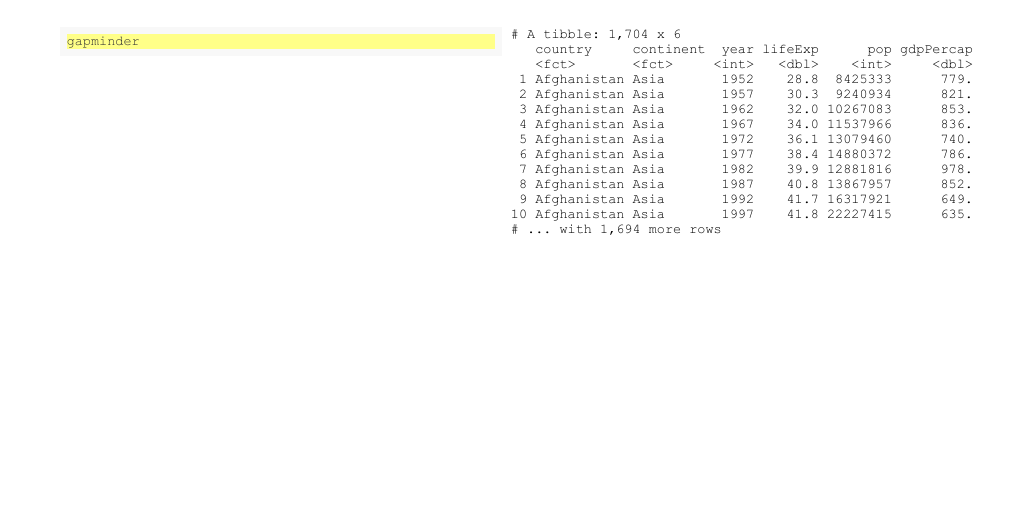 gapminder
# A tibble: 1,704 x 6
   country     continent  year lifeExp      pop gdpPercap
   <fct>       <fct>     <int>   <dbl>    <int>     <dbl>
 1 Afghanistan Asia       1952    28.8  8425333      779.
 2 Afghanistan Asia       1957    30.3  9240934      821.
 3 Afghanistan Asia       1962    32.0 10267083      853.
 4 Afghanistan Asia       1967    34.0 11537966      836.
 5 Afghanistan Asia       1972    36.1 13079460      740.
 6 Afghanistan Asia       1977    38.4 14880372      786.
 7 Afghanistan Asia       1982    39.9 12881816      978.
 8 Afghanistan Asia       1987    40.8 13867957      852.
 9 Afghanistan Asia       1992    41.7 16317921      649.
10 Afghanistan Asia       1997    41.8 22227415      635.
# ... with 1,694 more rows